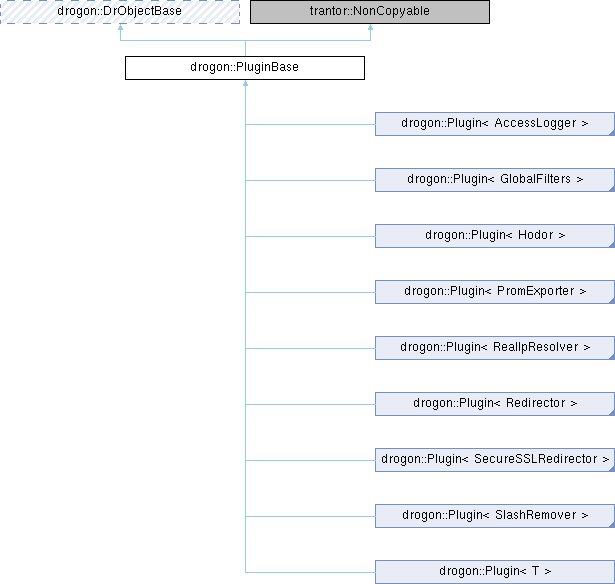 drogon::DrObjectBase
trantor::NonCopyable
drogon::PluginBase
drogon::Plugin< AccessLogger >
drogon::Plugin< GlobalFilters >
drogon::Plugin< Hodor >
drogon::Plugin< PromExporter >
drogon::Plugin< RealIpResolver >
drogon::Plugin< Redirector >
drogon::Plugin< SecureSSLRedirector >
drogon::Plugin< SlashRemover >
drogon::Plugin< T >